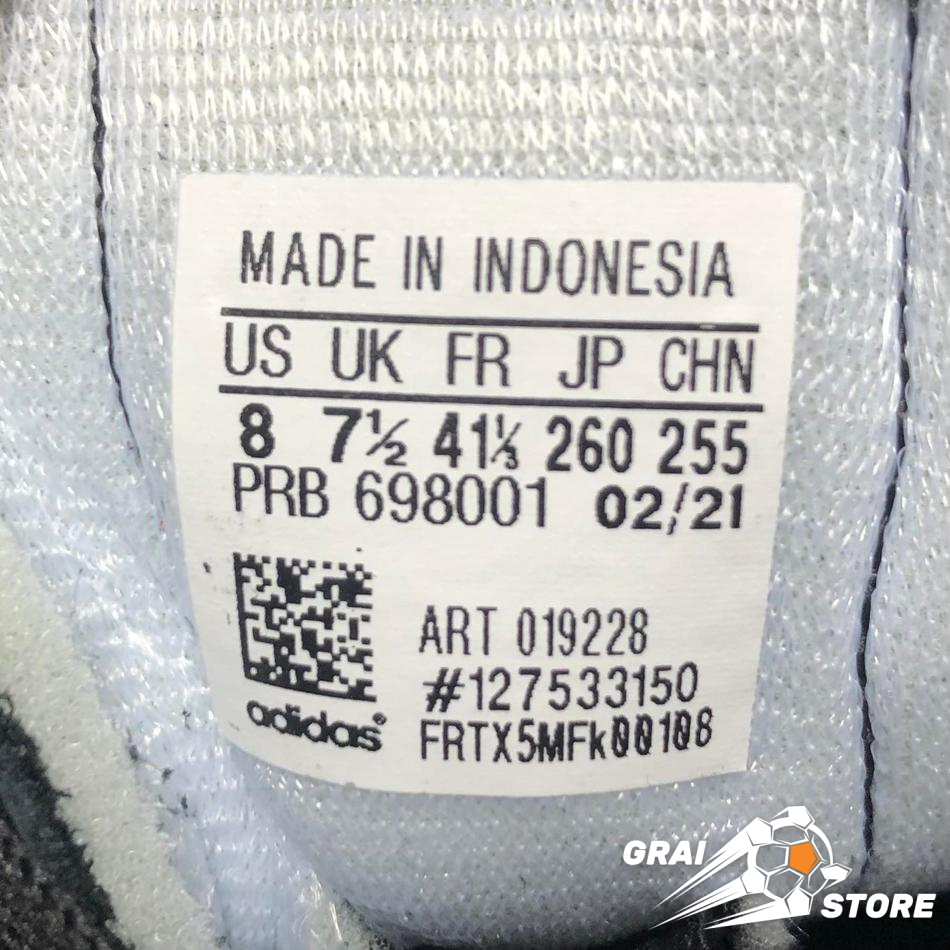 MADE IN INDONESIA
US UK FR JP CHN
8 7½ 41⅓ 260 255
PRB 698001 02/21
ART 019228
#127533150
adidas®
FRTX5MFk00108
GRAI
STORE